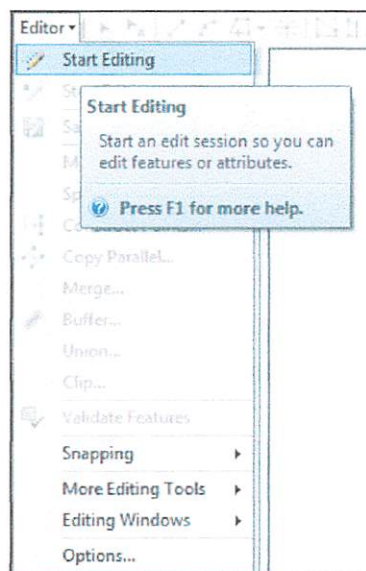 Editor
Start Editing
Start Editing
Start an edit session so you can
edit features or attributes.
Press F1 for more help.
Copy Parallel...
Merge...
Buffer...
Union...
Clip...
Validate Features
Snapping
More Editing Tools
Editing Windows
Options...